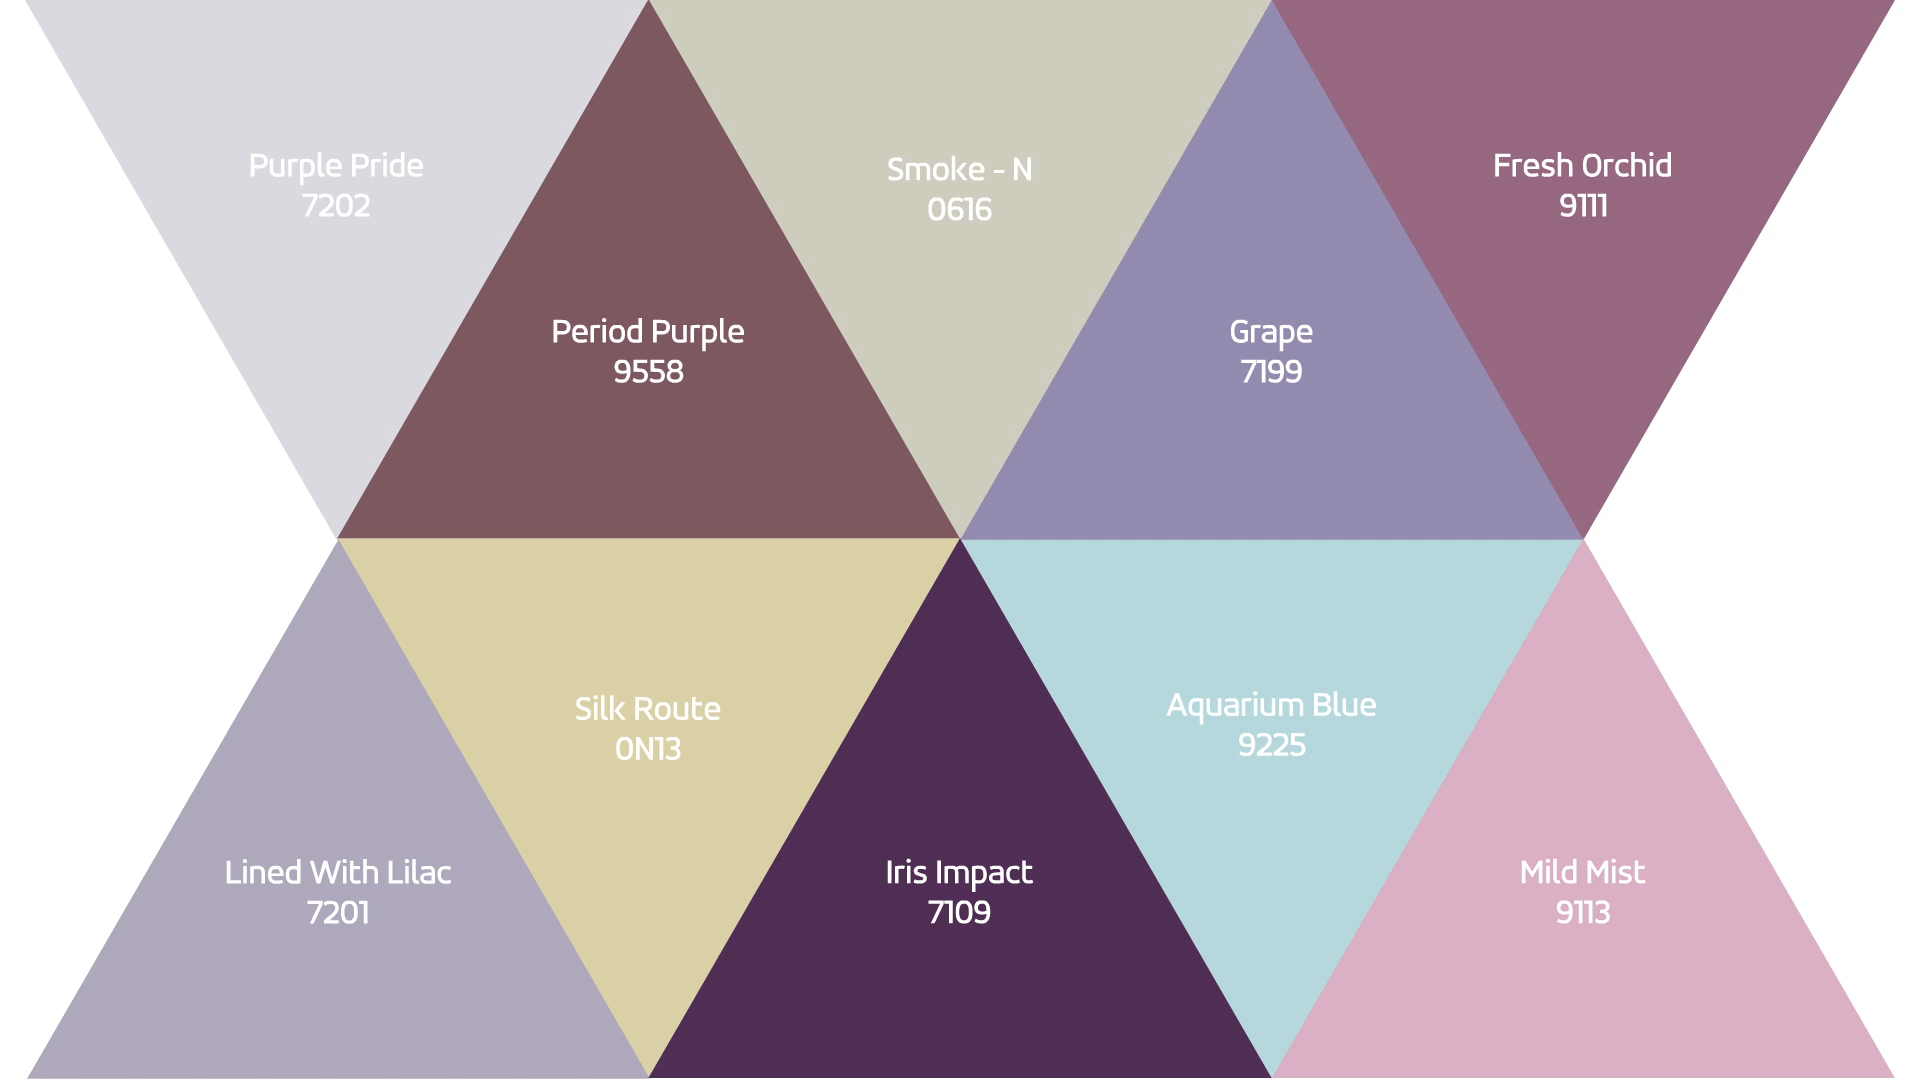 Purple Pride
7202
Smoke - N
0616
Fresh Orchid
9111
Period Purple
9558
Grape
7199
Silk Route
0N13
Aquarium Blue
9225
Lined With Lilac
7201
Iris Impact
7109
Mild Mist
9113